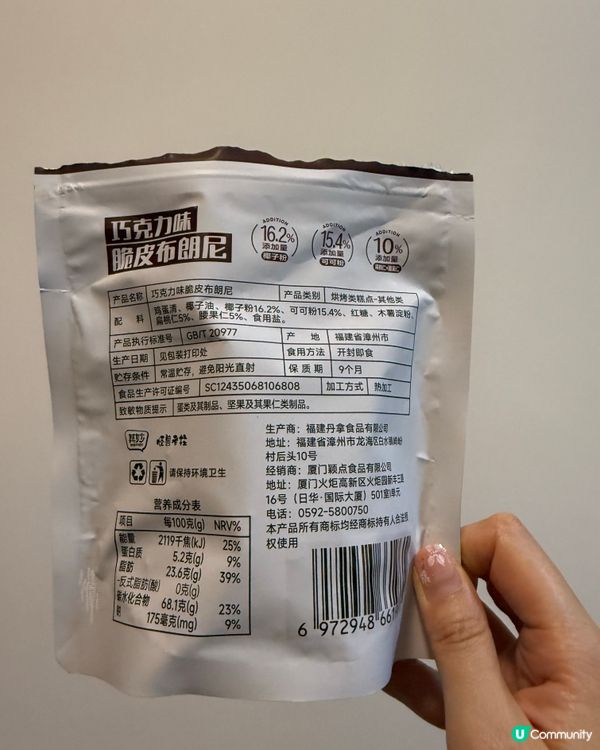 巧克力味
脆皮布朗尼
ADDITION
16.2%
添加量
椰子粉
ADDITION
15.4%
添加量
可可粉
ADDITION
10%
添加量
产品名称 巧克力味脆皮布朗尼 产品类别 烘烤类糕点-其他类
配料 鸡蛋清、椰子油、椰子粉16.2%、可可粉15.4%、红糖、木薯淀粉、
扁桃仁5%、腰果仁5%、食用盐。
产品执行标准号 GB/T 20977 产地 福建省漳州市
生产日期 见包装打印处 食用方法 开封即食
贮存条件 常温贮存，避免阳光直射 保质期 9个月
食品生产许可证编号 SC12435068106808 加工方式 热加工
致敏物质提示 蛋类及其制品、坚果及其果仁类制品。
请保持环境卫生
生产商：福建丹拿食品有限公司
地址：福建省漳州市龙海区白水镇崎岎
村后头10号
经销商：厦门颖点食品有限公司
地址：厦门火炬高新区火炬园新丰三路
16号（日华·国际大厦）501室单元
电话：0592-5800750
本产品所有商标均经商标持有人合法授
权使用
营养成分表
项目 每100克(g) NRV%
能量 2119千焦(kJ) 25%
蛋白质 5.2克(g) 9%
脂肪 23.6克(g) 39%
-反式脂肪(酸) 0克(g)
碳水化合物 68.1克(g) 23%
钠 175毫克(mg) 9%
6 972948 661
U Community